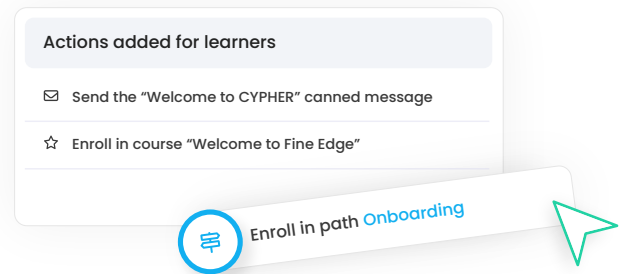 Actions added for learners
Send the “Welcome to CYPHER” canned message
Enroll in course “Welcome to Fine Edge”
Enroll in path Onboarding